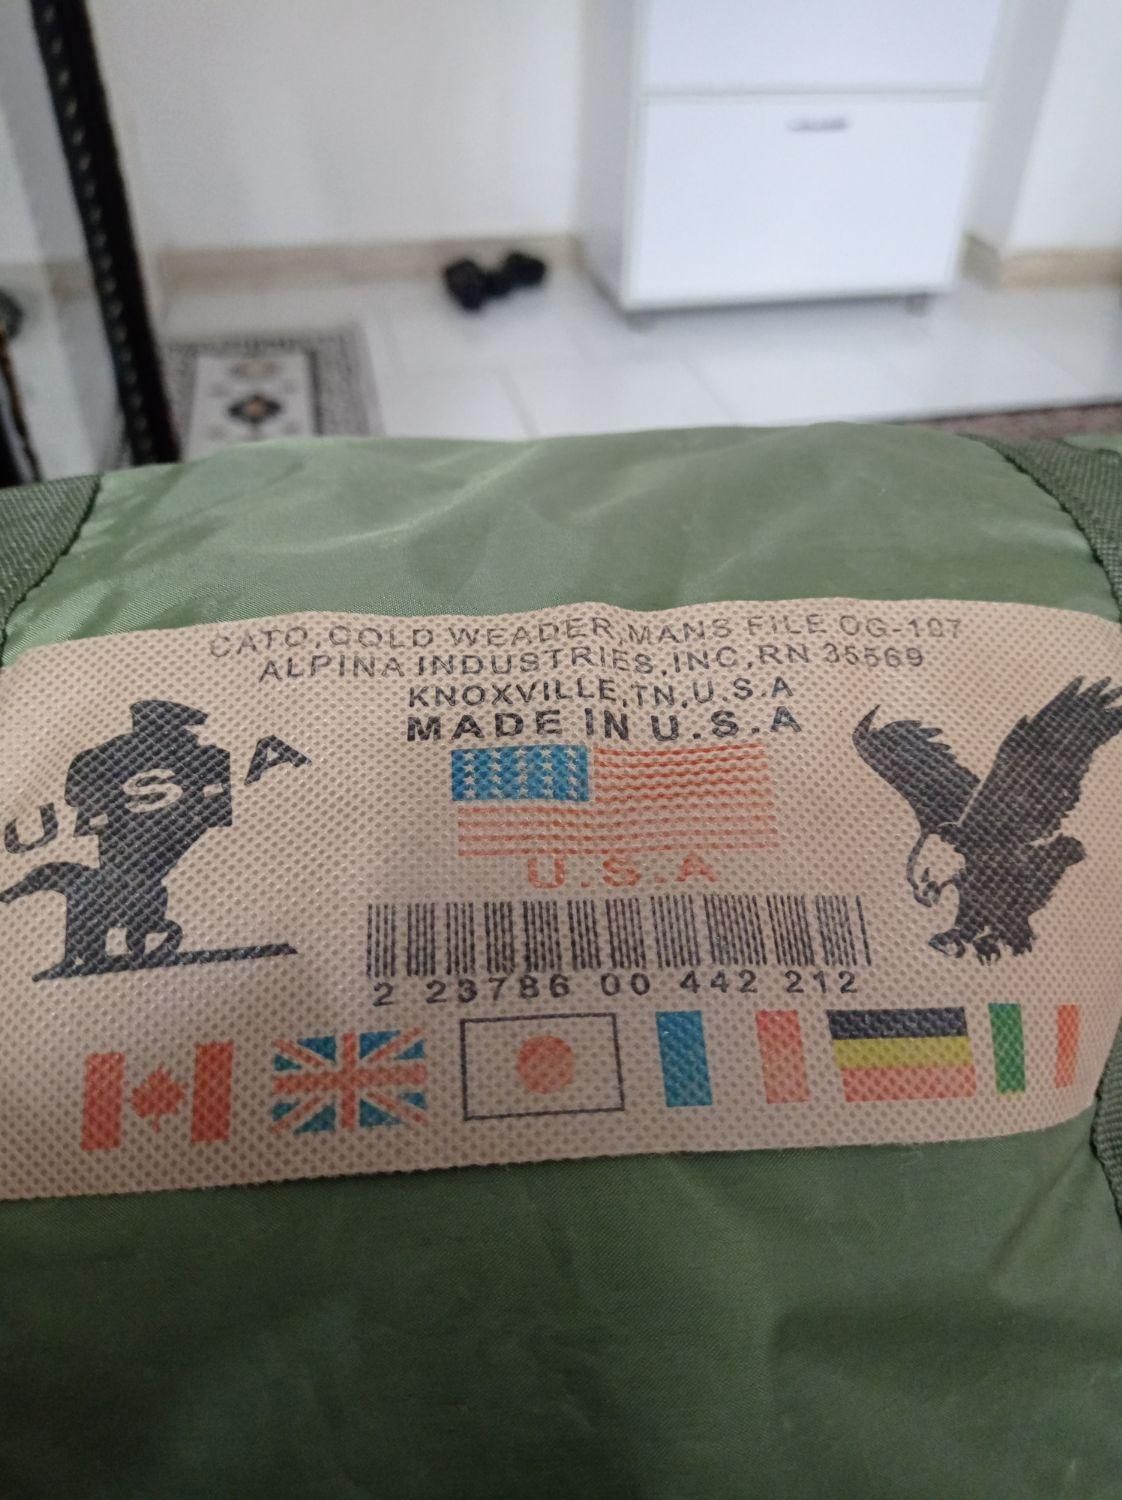 CATO,COLD WEADER,MANS FILE OG-107
ALPINA INDUSTRIES,INC,RN 35569
KNOXVILLE,TN,U.S.A
MADE IN U.S.A
U.S.A
U.S.A
2 23786 00 442 212